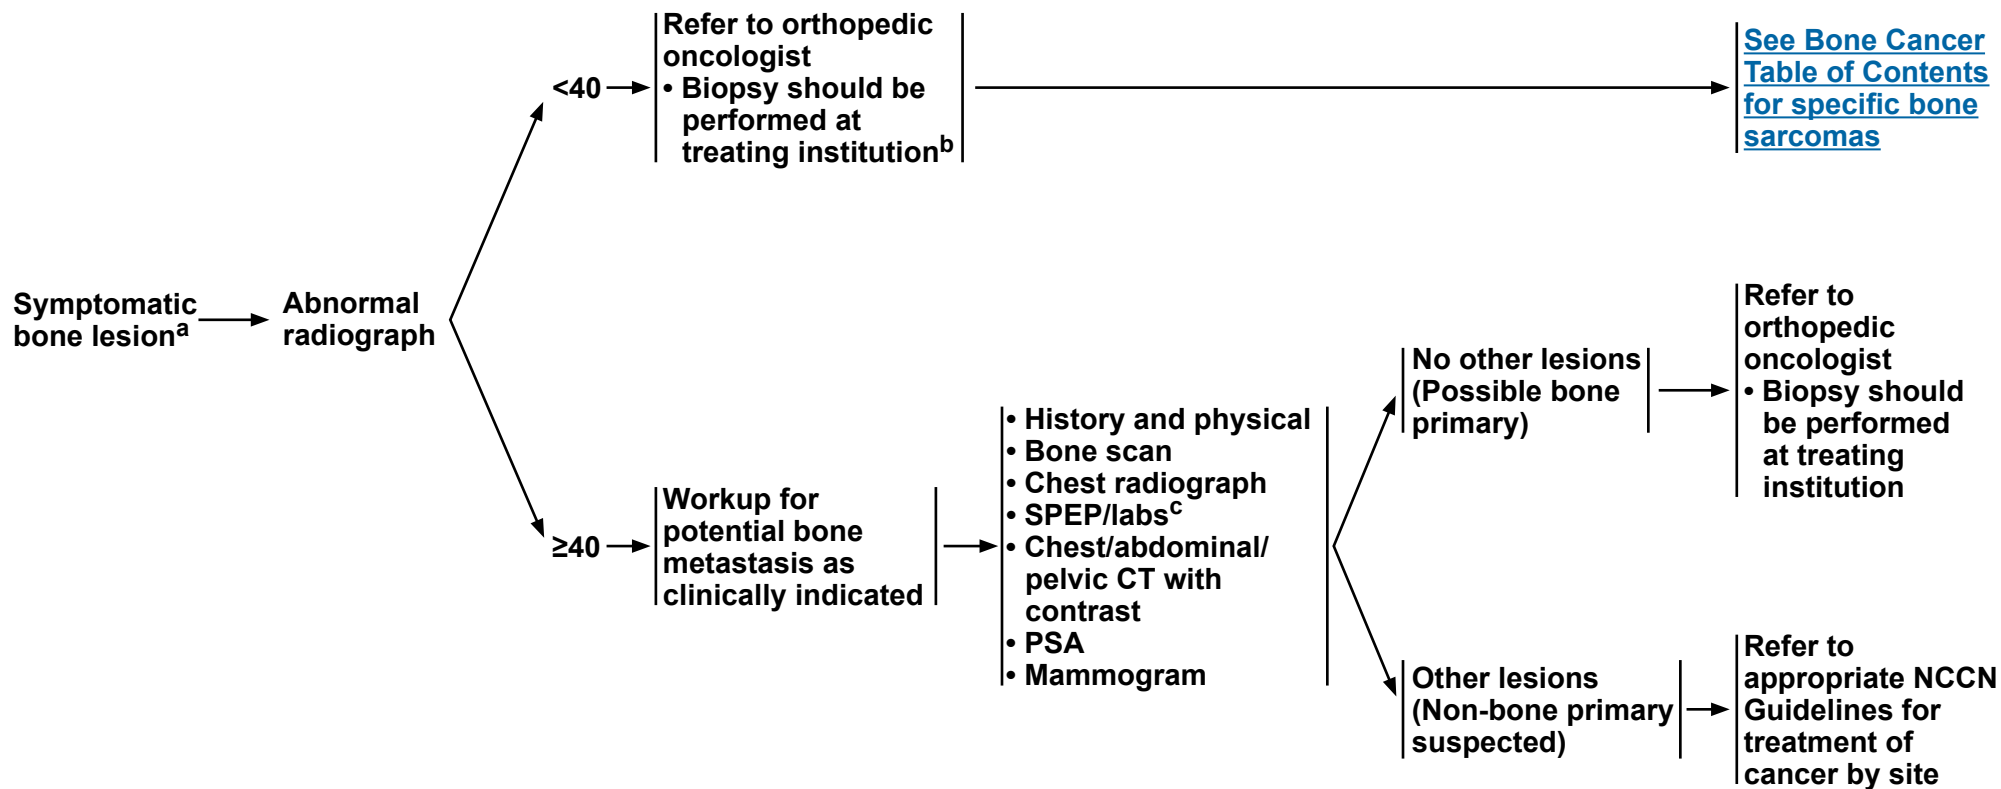 Symptomatic
bone lesionᵃ
Abnormal
radiograph
<40
Refer to orthopedic
oncologist
• Biopsy should be
performed at
treating institutionᵇ
See Bone Cancer
Table of Contents
for specific bone
sarcomas
≥40
Workup for
potential bone
metastasis as
clinically indicated
• History and physical
• Bone scan
• Chest radiograph
• SPEP/labsᶜ
• Chest/abdominal/
pelvic CT with
contrast
• PSA
• Mammogram
No other lesions
(Possible bone
primary)
Refer to
orthopedic
oncologist
• Biopsy should
be performed
at treating
institution
Other lesions
(Non-bone primary
suspected)
Refer to
appropriate NCCN
Guidelines for
treatment of
cancer by site